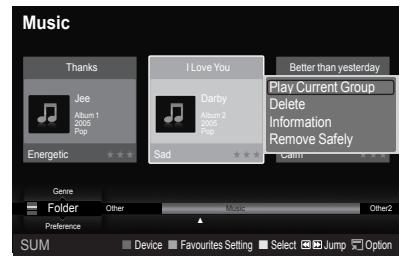 Music
Thanks
I Love You
Better than yesterday
Jee
Album 1
2005
Pop
Darby
Album 2
2005
Pop
Play Current Group
Delete
Information
Remove Safely
Energetic
Sad
Calm
Genre
Folder
Other
Music
Other2
Preference
SUM
Device
Favourites Setting
Select
Jump
Option